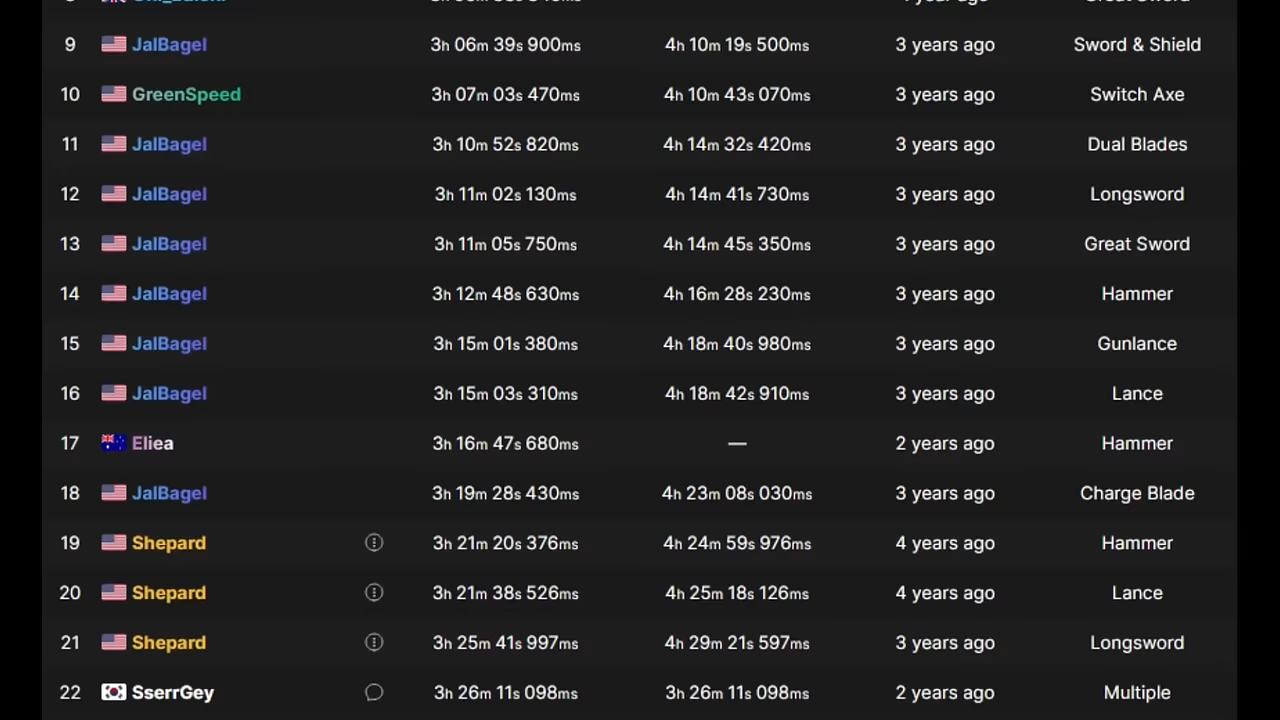 9 JalBagel 3h 06m 39s 900ms 4h 10m 19s 500ms 3 years ago Sword & Shield
10 GreenSpeed 3h 07m 03s 470ms 4h 10m 43s 070ms 3 years ago Switch Axe
11 JalBagel 3h 10m 52s 820ms 4h 14m 32s 420ms 3 years ago Dual Blades
12 JalBagel 3h 11m 02s 130ms 4h 14m 41s 730ms 3 years ago Longsword
13 JalBagel 3h 11m 05s 750ms 4h 14m 45s 350ms 3 years ago Great Sword
14 JalBagel 3h 12m 48s 630ms 4h 16m 28s 230ms 3 years ago Hammer
15 JalBagel 3h 15m 01s 380ms 4h 18m 40s 980ms 3 years ago Gunlance
16 JalBagel 3h 15m 03s 310ms 4h 18m 42s 910ms 3 years ago Lance
17 Eliea 3h 16m 47s 680ms — 2 years ago Hammer
18 JalBagel 3h 19m 28s 430ms 4h 23m 08s 030ms 3 years ago Charge Blade
19 Shepard 3h 21m 20s 376ms 4h 24m 59s 976ms 4 years ago Hammer
20 Shepard 3h 21m 38s 526ms 4h 25m 18s 126ms 4 years ago Lance
21 Shepard 3h 25m 41s 997ms 4h 29m 21s 597ms 3 years ago Longsword
22 SserrGey 3h 26m 11s 098ms 3h 26m 11s 098ms 2 years ago Multiple